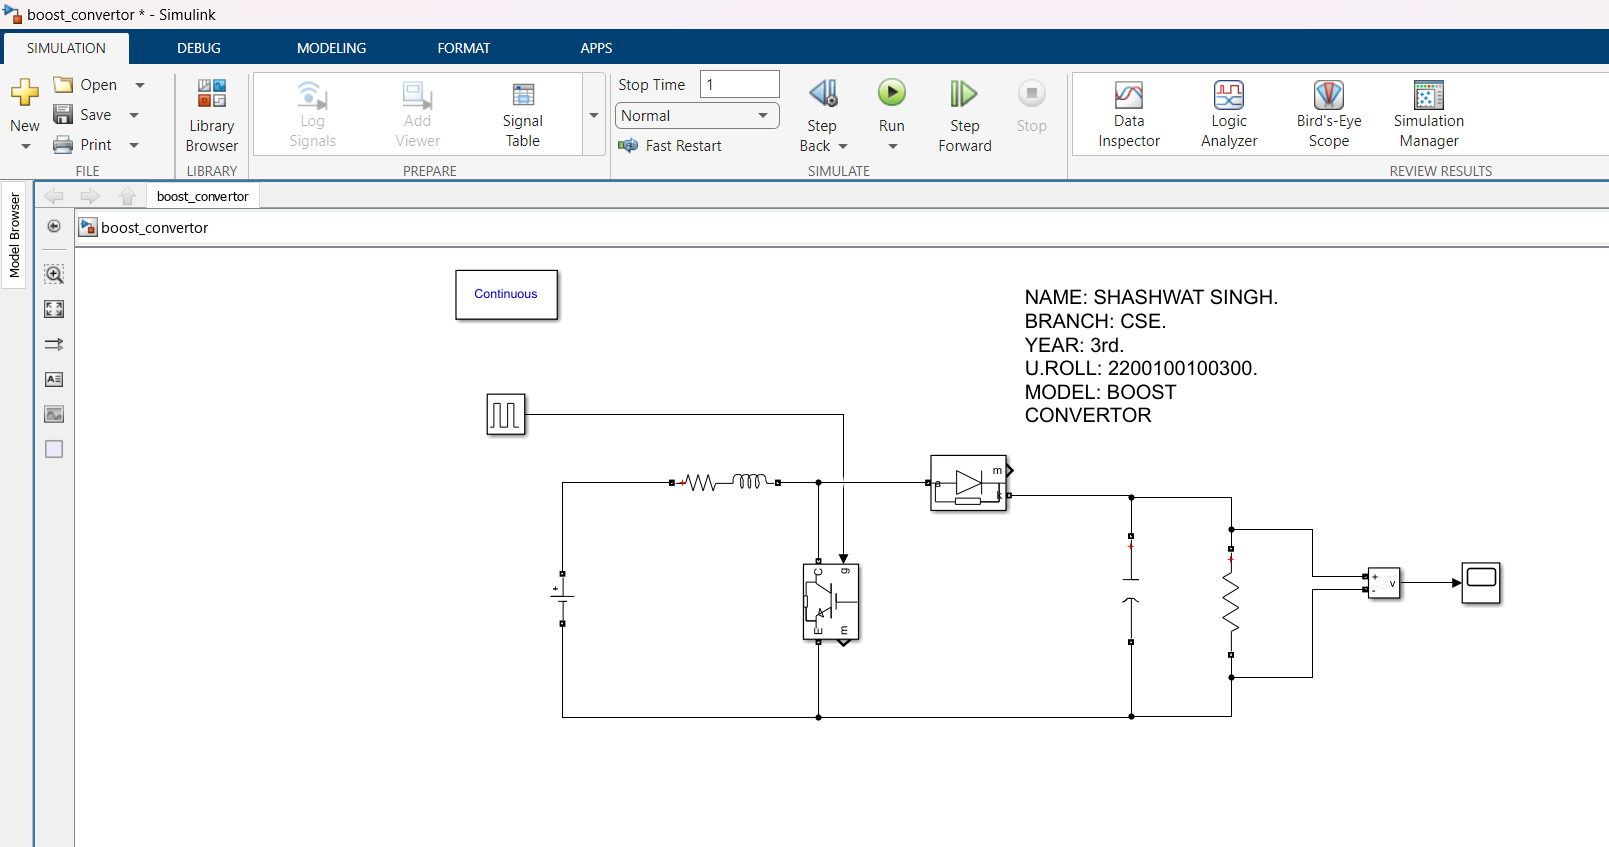 boost_convertor * - Simulink
SIMULATION DEBUG MODELING FORMAT APPS
New
Open
Save
Print
FILE
Library
Browser
LIBRARY
Log
Signals
Add
Viewer
Signal
Table
PREPARE
Stop Time 1
Normal
Fast Restart
Step
Back
Run
Step
Forward
Stop
SIMULATE
Data
Inspector
Logic
Analyzer
Bird's-Eye
Scope
Simulation
Manager
REVIEW RESULTS
Model Browser
boost_convertor
boost_convertor
Continuous
NAME: SHASHWAT SINGH.
BRANCH: CSE.
YEAR: 3rd.
U.ROLL: 2200100100300.
MODEL: BOOST
CONVERTOR
m
a
k
C
g
E
m
+
v
-